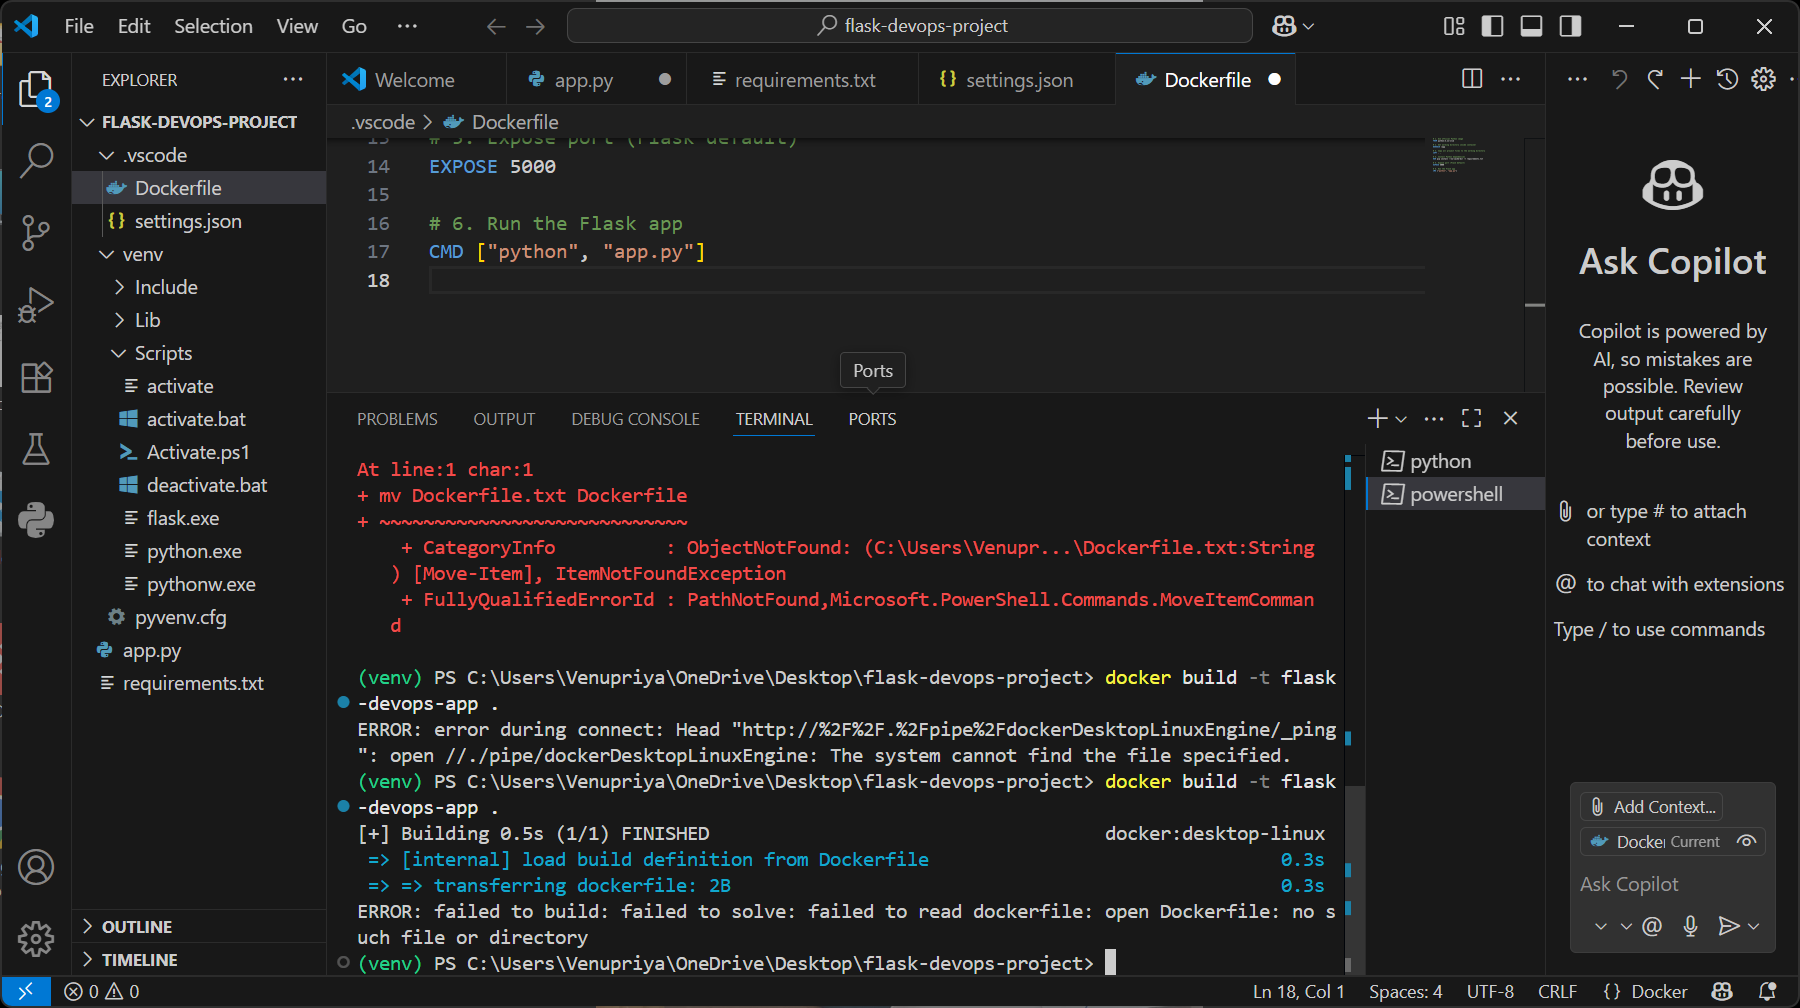 File Edit Selection View Go ···
flask-devops-project
EXPLORER
Welcome
app.py
requirements.txt
settings.json
Dockerfile
FLASK-DEVOPS-PROJECT
.vscode
Dockerfile
settings.json
venv
Include
Lib
Scripts
activate
activate.bat
Activate.ps1
deactivate.bat
flask.exe
python.exe
pythonw.exe
pyvenv.cfg
app.py
requirements.txt
OUTLINE
TIMELINE
2
.vscode > Dockerfile
13 # 5. Expose port (Flask default)
14 EXPOSE 5000
15
16 # 6. Run the Flask app
17 CMD ["python", "app.py"]
18
Ports
PROBLEMS OUTPUT DEBUG CONSOLE TERMINAL PORTS
At line:1 char:1
+ mv Dockerfile.txt Dockerfile
+ ~~~~~~~~~~~~~~~~~~~~~~~~~~~~
+ CategoryInfo : ObjectNotFound: (C:\Users\Venupr...\Dockerfile.txt:String
) [Move-Item], ItemNotFoundException
+ FullyQualifiedErrorId : PathNotFound,Microsoft.PowerShell.Commands.MoveItemComman
d
(venv) PS C:\Users\Venupriya\OneDrive\Desktop\flask-devops-project> docker build -t flask
-devops-app .
ERROR: error during connect: Head "http://%2F%2F.%2Fpipe%2FdockerDesktopLinuxEngine/_ping
": open //./pipe/dockerDesktopLinuxEngine: The system cannot find the file specified.
(venv) PS C:\Users\Venupriya\OneDrive\Desktop\flask-devops-project> docker build -t flask
-devops-app .
[+] Building 0.5s (1/1) FINISHED docker:desktop-linux
=> [internal] load build definition from Dockerfile 0.3s
=> => transferring dockerfile: 2B 0.3s
ERROR: failed to build: failed to solve: failed to read dockerfile: open Dockerfile: no s
uch file or directory
(venv) PS C:\Users\Venupriya\OneDrive\Desktop\flask-devops-project>
python
powershell
Ask Copilot
Copilot is powered by
AI, so mistakes are
possible. Review
output carefully
before use.
or type # to attach
context
@ to chat with extensions
Type / to use commands
Add Context...
Docker Current
Ask Copilot
@
0 0
Ln 18, Col 1 Spaces: 4 UTF-8 CRLF {} Docker